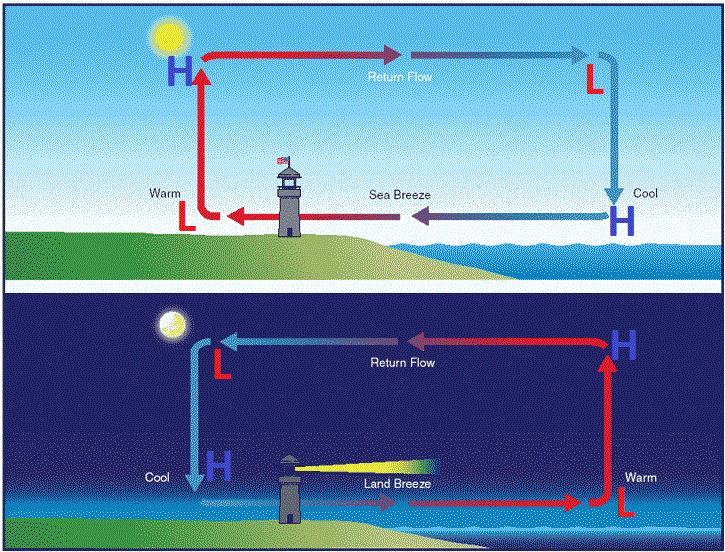 H
Return Flow
L
Warm
Sea Breeze
Cool
L
H
H
Return Flow
L
H
Cool
Land Breeze
Warm
L